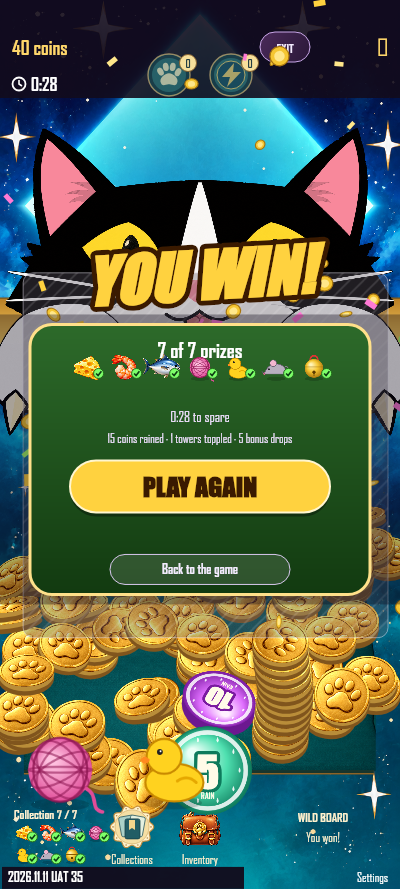 40 coins
EXIT
0:28
0
0
YOU WIN!
7 of 7 prizes
0:28 to spare
15 coins rained · 1 towers toppled · 5 bonus drops
PLAY AGAIN
Back to the game
10
5
RAIN
Collection 7 / 7
Collections
Inventory
WILD BOARD
You won!
2026.11.11 UAT 35
Settings